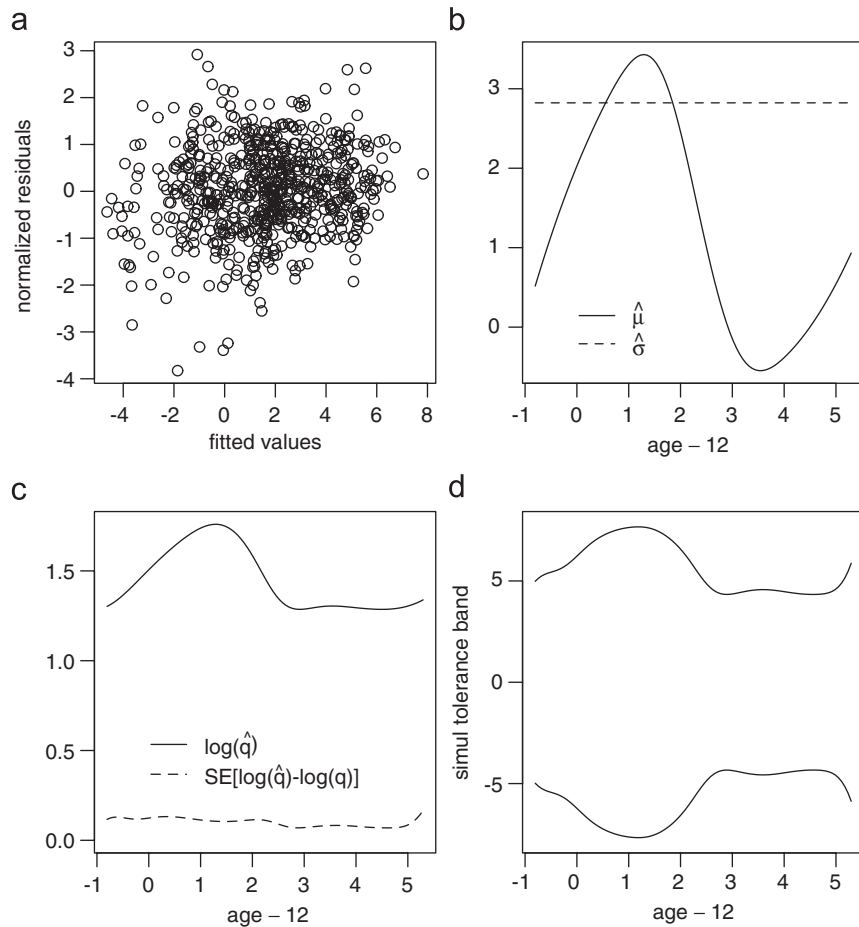 a
3
2
1
0
-1
-2
-3
-4
normalized residuals
-4 -2 0 2 4 6 8
fitted values
b
3
2
1
0
μ̂
σ̂
-1 0 1 2 3 4 5
age – 12
c
1.5
1.0
0.5
0.0
log(q̂)
SE[log(q̂)-log(q)]
-1 0 1 2 3 4 5
age – 12
d
simul tolerance band
5
0
-5
-1 0 1 2 3 4 5
age – 12